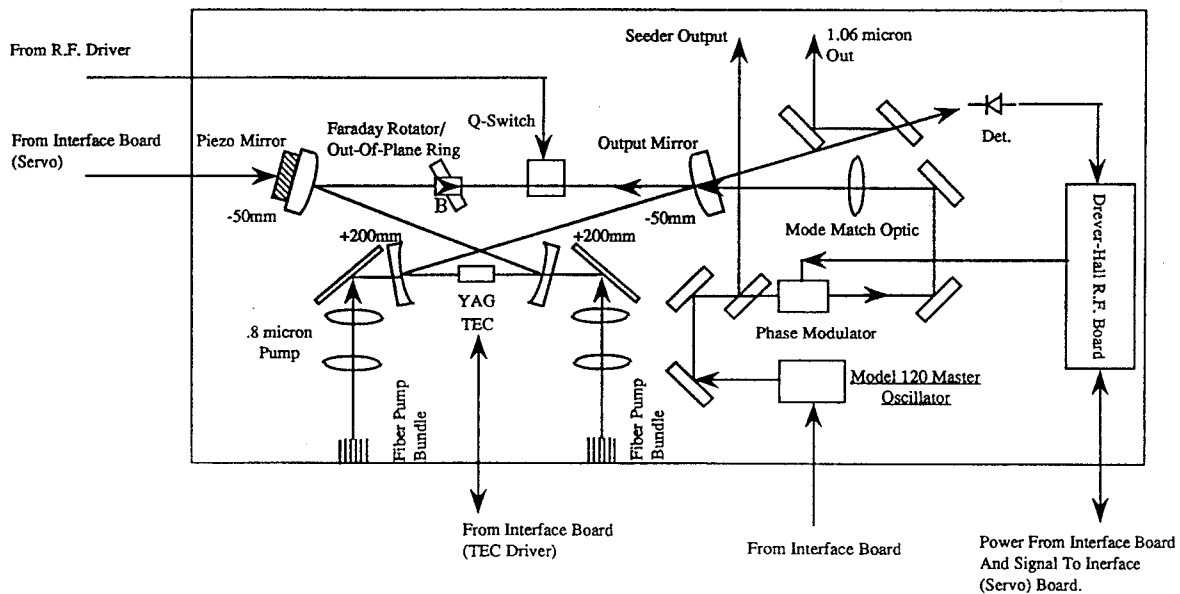 Seeder Output
1.06 micron
Out
From R.F. Driver
Q-Switch
Det.
From Interface Board
(Servo)
Piezo Mirror
Faraday Rotator/
Out-Of-Plane Ring
Output Mirror
B
-50mm
-50mm
+200mm
+200mm
Mode Match Optic
Drever-Hall R.F. Board
YAG
TEC
.8 micron
Pump
Phase Modulator
Model 120 Master
Oscillator
Fiber Pump
Bundle
Fiber Pump
Bundle
From Interface Board
(TEC Driver)
From Interface Board
Power From Interface Board
And Signal To Inerface
(Servo) Board.